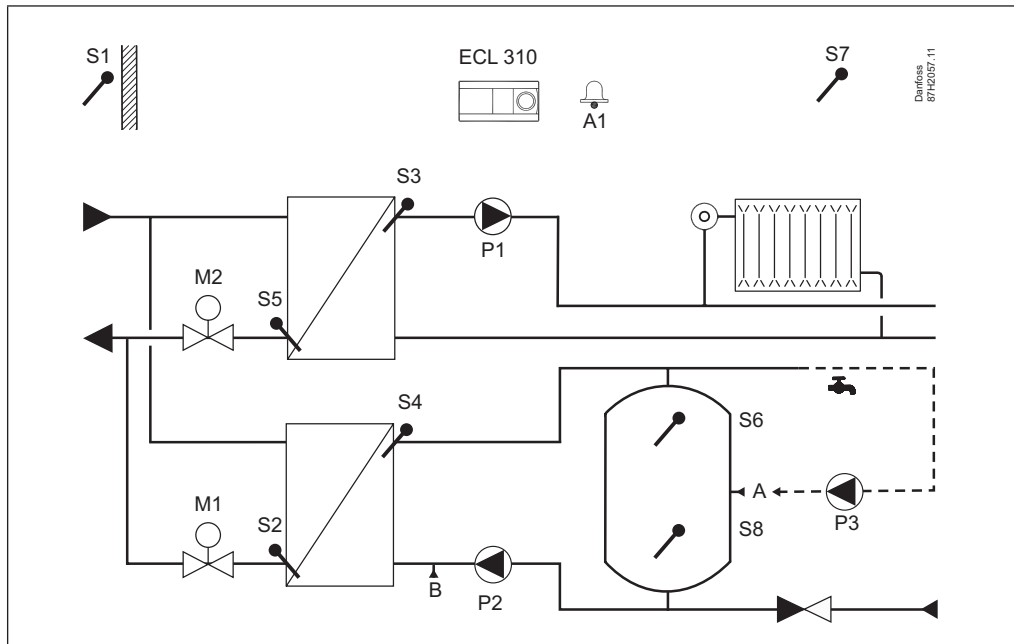 S1
ECL 310
A1
S7
Danfoss
87H2057.11
S3
P1
M2
S5
S4
S6
A
P3
M1
S2
S8
B
P2